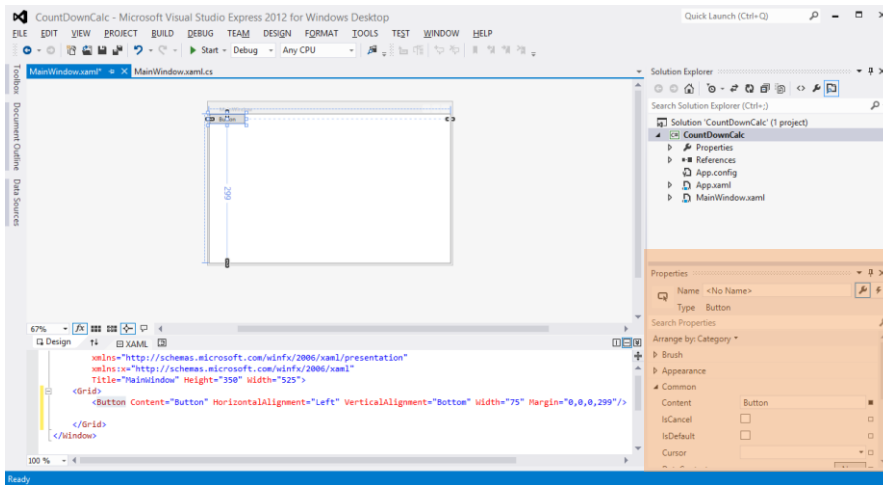 CountDownCalc - Microsoft Visual Studio Express 2012 for Windows Desktop
Quick Launch (Ctrl+Q)
FILE EDIT VIEW PROJECT BUILD DEBUG TEAM DESIGN FORMAT TOOLS TEST WINDOW HELP
Start Debug Any CPU
Toolbox
Document Outline
Data Sources
MainWindow.xaml* MainWindow.xaml.cs
Button
299
67%
Design XAML
xmlns="http://schemas.microsoft.com/winfx/2006/xaml/presentation"
xmlns:x="http://schemas.microsoft.com/winfx/2006/xaml"
Title="MainWindow" Height="350" Width="525">
<Grid>
<Button Content="Button" HorizontalAlignment="Left" VerticalAlignment="Bottom" Width="75" Margin="0,0,0,299"/>
</Grid>
</Window>
100 %
Solution Explorer
Search Solution Explorer (Ctrl+;)
Solution 'CountDownCalc' (1 project)
CountDownCalc
Properties
References
App.config
App.xaml
MainWindow.xaml
Properties
Name <No Name>
Type Button
Search Properties
Arrange by: Category
Brush
Appearance
Common
Content Button
IsCancel
IsDefault
Cursor
Ready